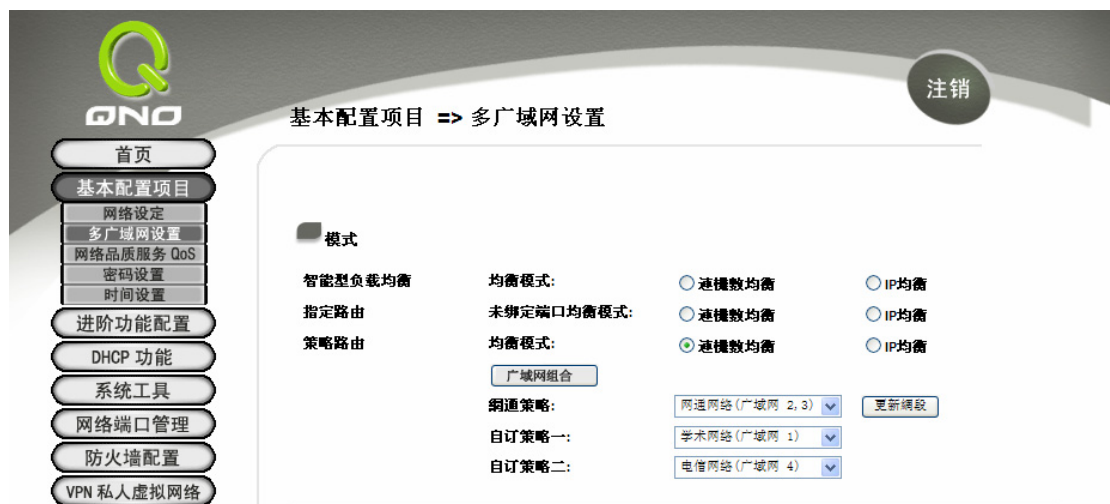 QNO
注销
基本配置项目 => 多广域网设置
首页
基本配置项目
网络设定
多广域网设置
网络品质服务 QoS
密码设置
时间设置
进阶功能配置
DHCP 功能
系统工具
网络端口管理
防火墙配置
VPN 私人虚拟网络
模式
智能型负载均衡 均衡模式: 連機數均衡 IP均衡
指定路由 未绑定端口均衡模式: 連機數均衡 IP均衡
策略路由 均衡模式: 連機數均衡 IP均衡
广域网组合
網通策略: 网通网络(广域网 2,3) 更新網段
自订策略一: 学术网络(广域网 1)
自订策略二: 电信网络(广域网 4)